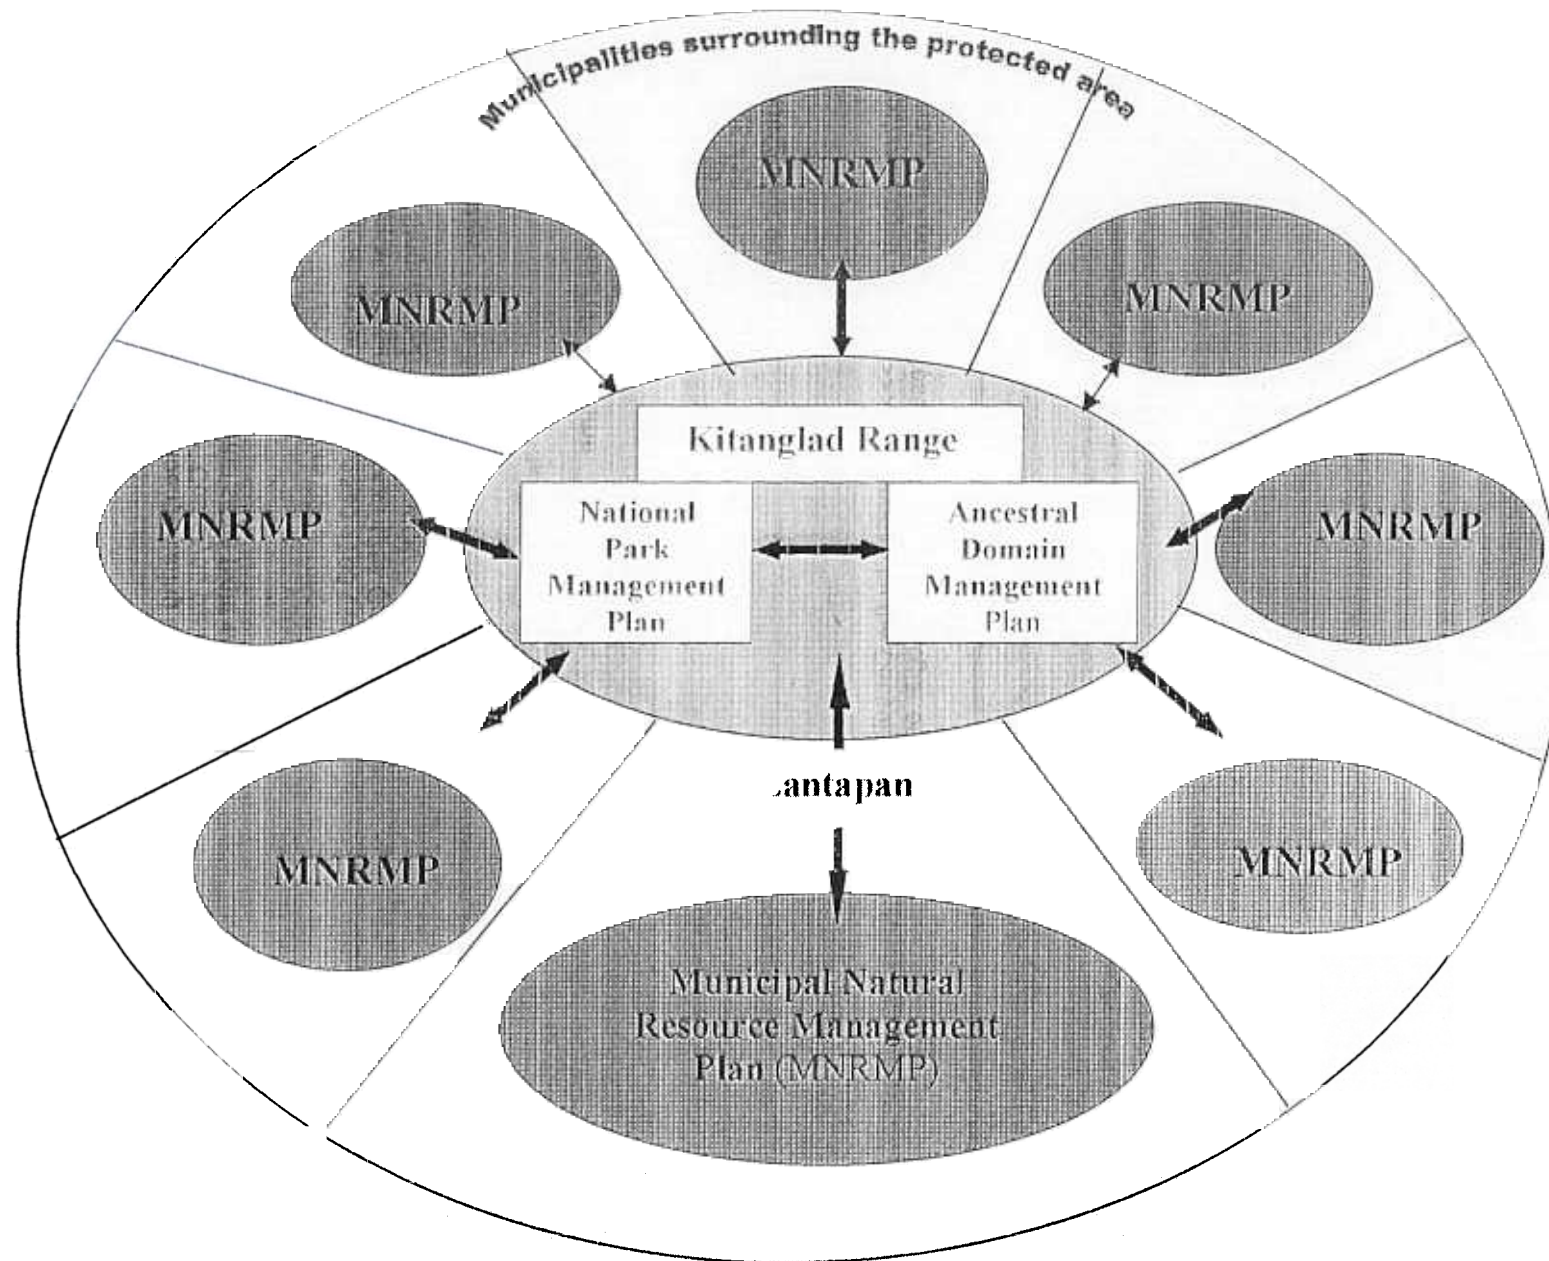 Municipalities surrounding the protected area
MNRMP
MNRMP
MNRMP
Kitanglad Range
MNRMP
National
Park
Management
Plan
Ancestral
Domain
Management
Plan
MNRMP
antapan
MNRMP
MNRMP
Municipal Natural
Resource Management
Plan (MNRMP)